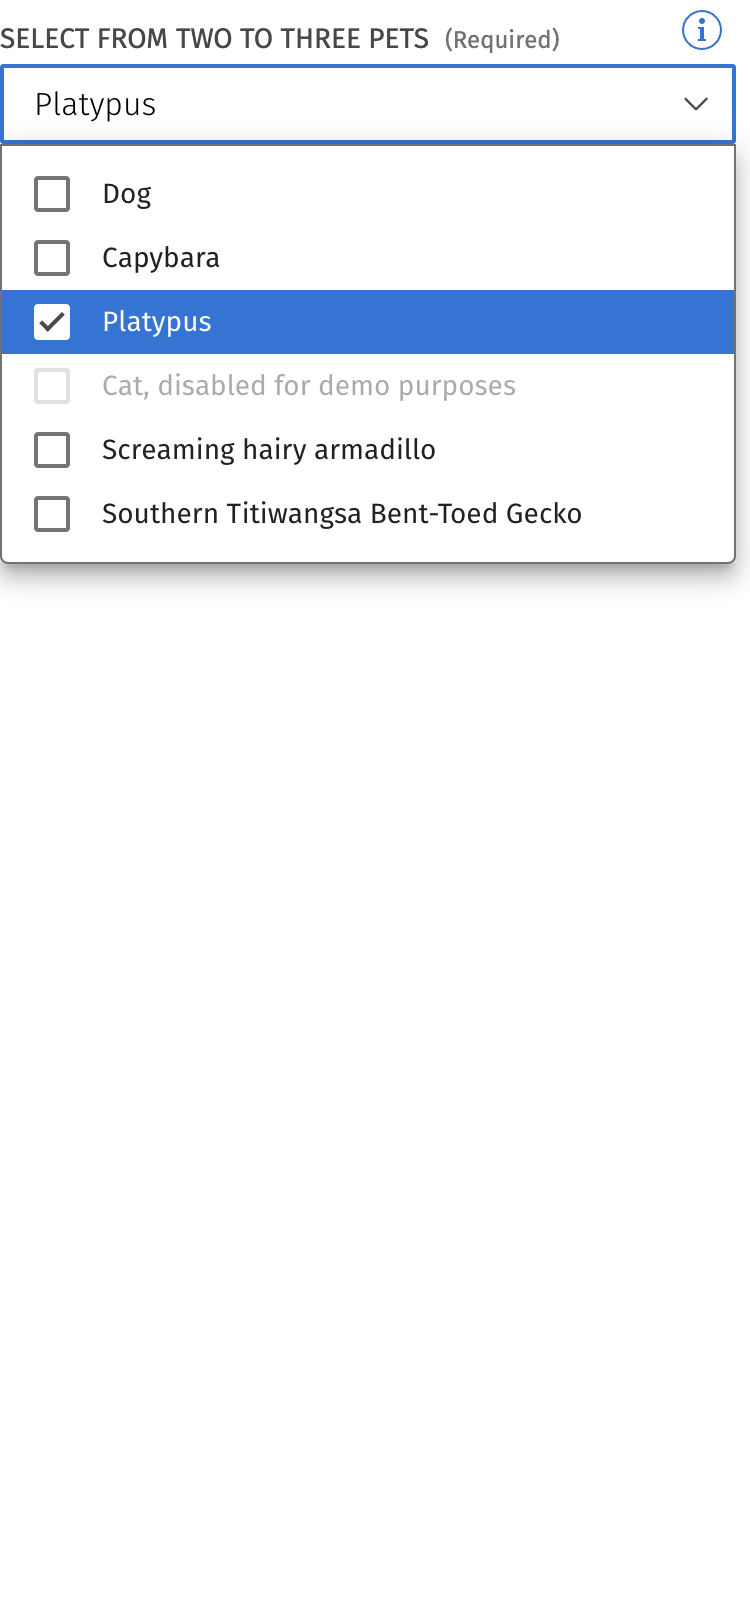 SELECT FROM TWO TO THREE PETS (Required)
Platypus
Dog
Capybara
Platypus
Cat, disabled for demo purposes
Screaming hairy armadillo
Southern Titiwangsa Bent-Toed Gecko